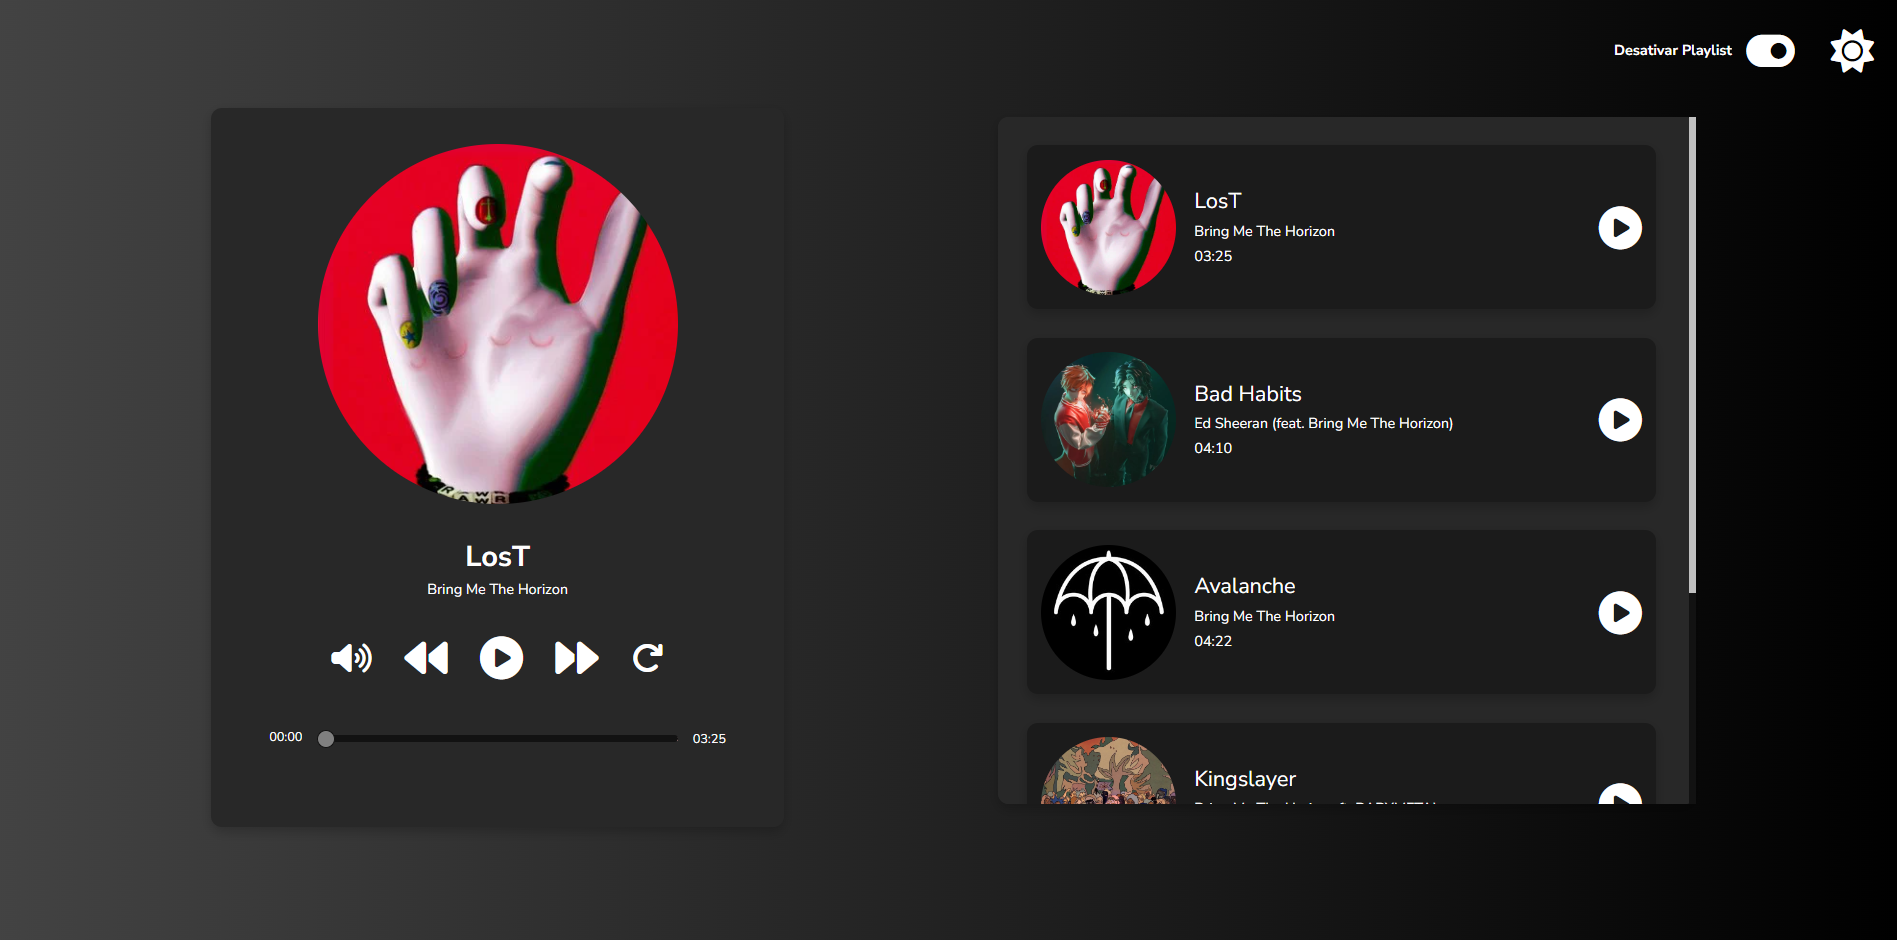 Desativar Playlist
LosT
Bring Me The Horizon
00:00
03:25
LosT
Bring Me The Horizon
03:25
Bad Habits
Ed Sheeran (feat. Bring Me The Horizon)
04:10
Avalanche
Bring Me The Horizon
04:22
Kingslayer